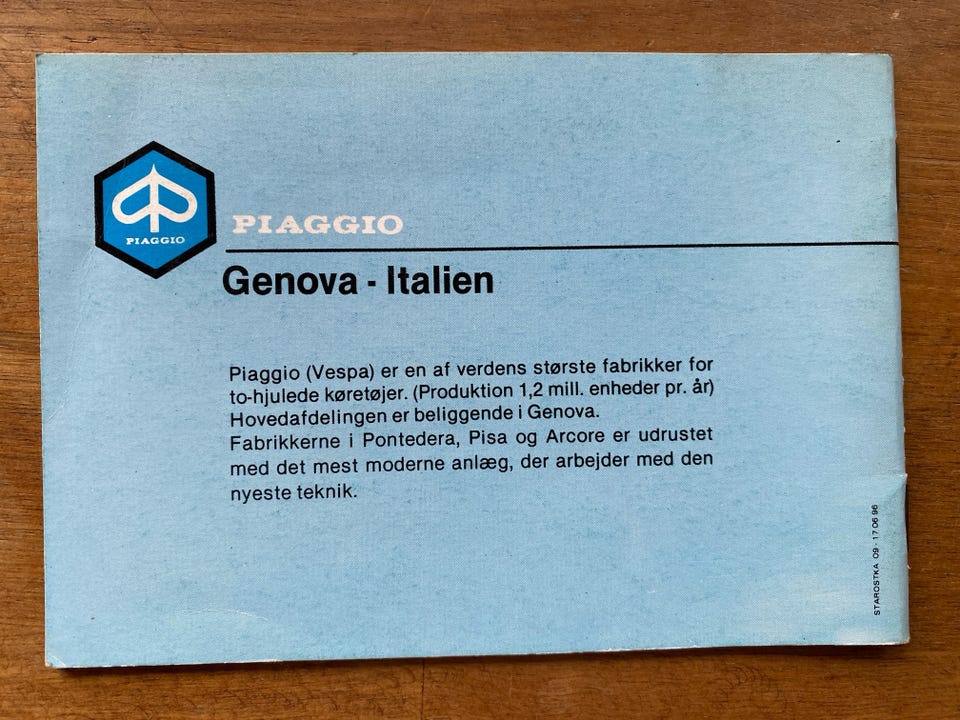 PIAGGIO
PIAGGIO
Genova - Italien
Piaggio (Vespa) er en af verdens største fabrikker for
to-hjulede køretøjer. (Produktion 1,2 mill. enheder pr. år)
Hovedafdelingen er beliggende i Genova.
Fabrikkerne i Pontedera, Pisa og Arcore er udrustet
med det mest moderne anlæg, der arbejder med den
nyeste teknik.
STAROSTKA 09 - 17 06 96